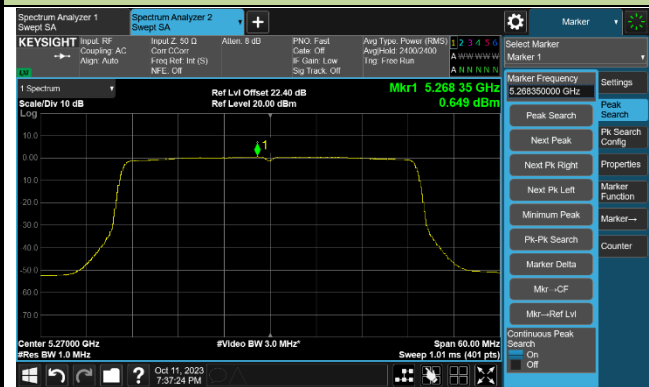 Spectrum Analyzer 1
Swept SA
Spectrum Analyzer 2
Swept SA
+
Marker
KEYSIGHT
Input: RF
Coupling: AC
Align: Auto
Input Z: 50 Ω
Corr CCorr
Freq Ref: Int (S)
NFE: Off
Atten: 6 dB
PNO: Fast
Gate: Off
IF Gain: Low
Sig Track: Off
Avg Type: Power (RMS)
Avg|Hold: 2400/2400
Trig: Free Run
1 2 3 4 5 6
A W W W W W
A N N N N N
Select Marker
Marker 1
1 Spectrum
Scale/Div 10 dB
Log
Ref Lvl Offset 22.40 dB
Ref Level 20.00 dBm
Mkr1 5.268 35 GHz
0.649 dBm
10.0
0.00
10.0
20.0
30.0
40.0
-50.0
60.0
70.0
1
Center 5.27000 GHz
#Res BW 1.0 MHz
#Video BW 3.0 MHz*
Span 60.00 MHz
Sweep 1.01 ms (401 pts)
Marker Frequency
5.268350000 GHz
Peak Search
Next Peak
Next Pk Right
Next Pk Left
Minimum Peak
Pk-Pk Search
Marker Delta
Mkr→CF
Mkr→Ref Lvl
Continuous Peak
Search
On
Off
Settings
Peak
Search
Pk Search
Config
Properties
Marker
Function
Marker→
Counter
?
Oct 11, 2023
7:37:24 PM